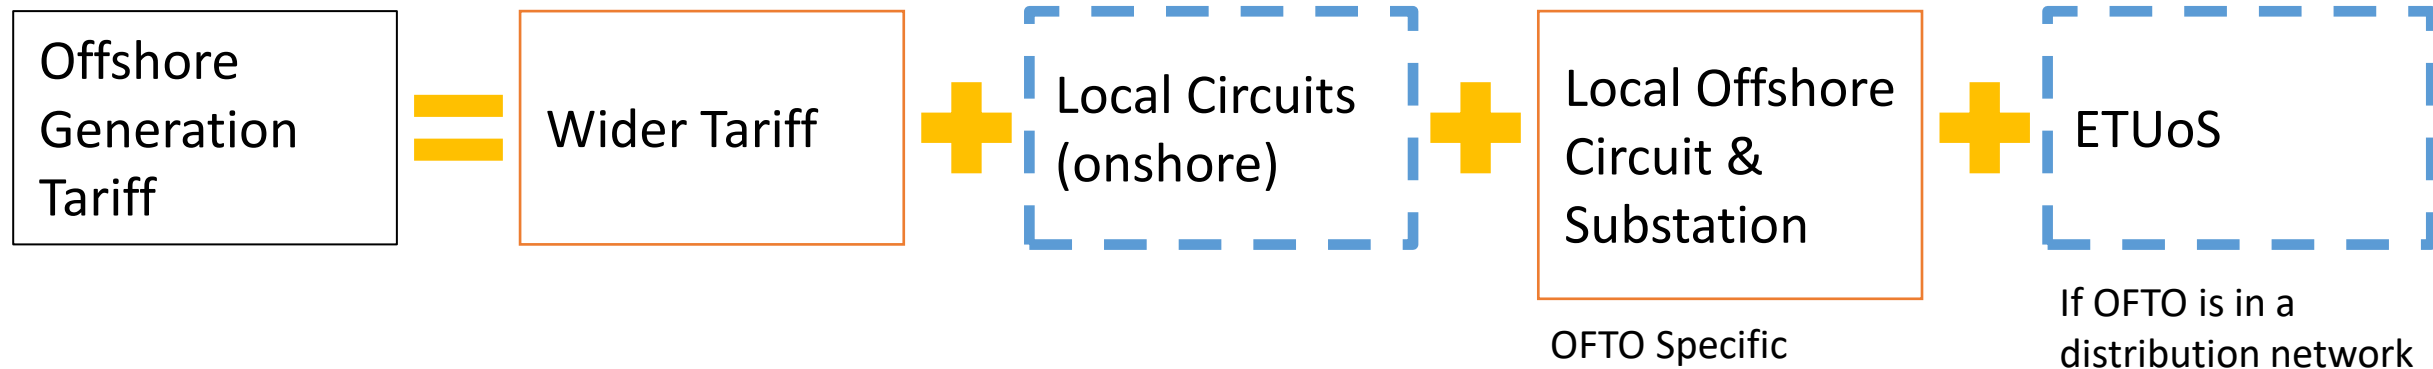 Offshore
Generation
Tariff
Wider Tariff
Local Circuits
(onshore)
Local Offshore
Circuit &
Substation
OFTO Specific
ETUoS
If OFTO is in a
distribution network